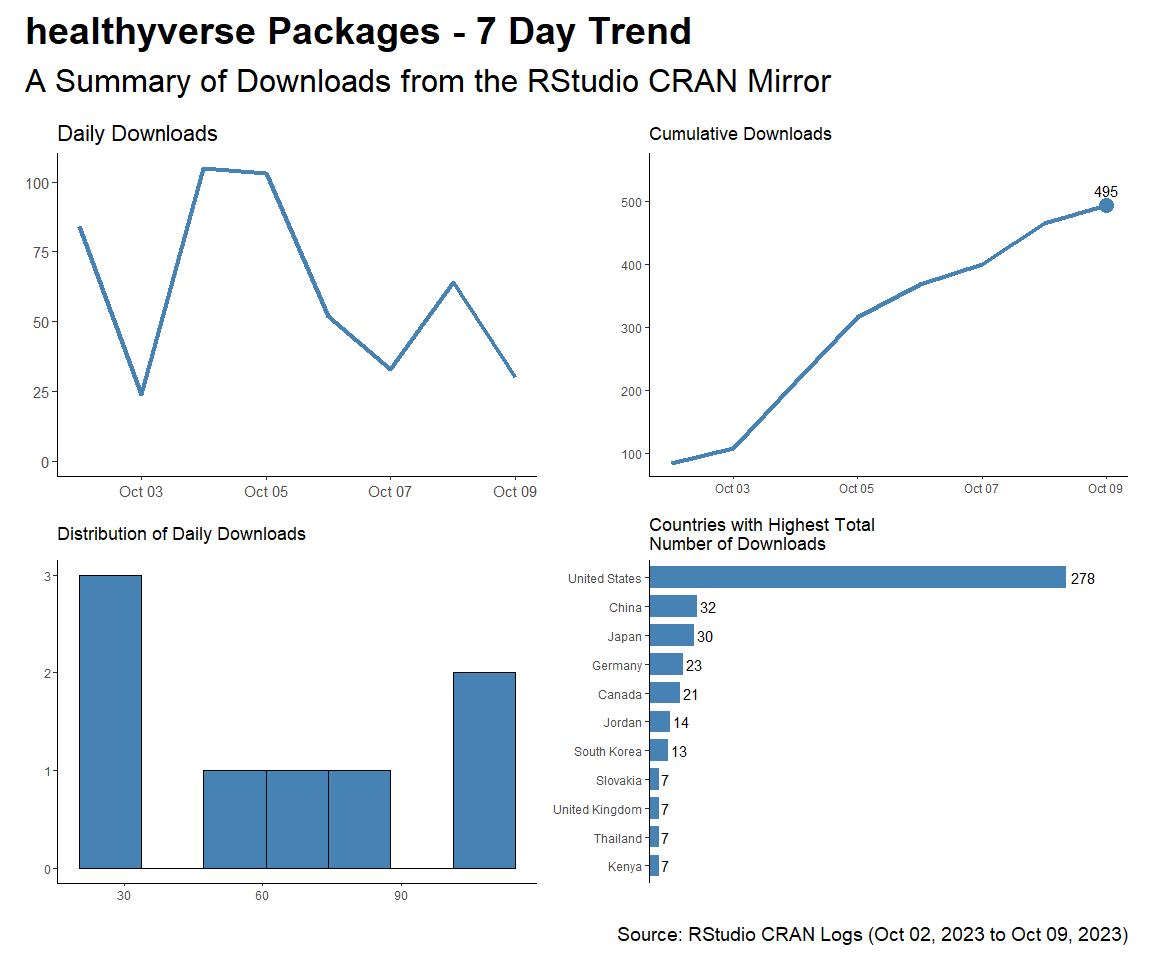 healthyverse Packages - 7 Day Trend
A Summary of Downloads from the RStudio CRAN Mirror
Daily Downloads
100
75
50
25
0
Oct 03
Oct 05
Oct 07
Oct 09
Cumulative Downloads
495
500
400
300
200
100
Oct 03
Oct 05
Oct 07
Oct 09
Distribution of Daily Downloads
3
2
1
0
30
60
90
Countries with Highest Total
Number of Downloads
United States 278
China 32
Japan 30
Germany 23
Canada 21
Jordan 14
South Korea 13
Slovakia 7
United Kingdom 7
Thailand 7
Kenya 7
Source: RStudio CRAN Logs (Oct 02, 2023 to Oct 09, 2023)